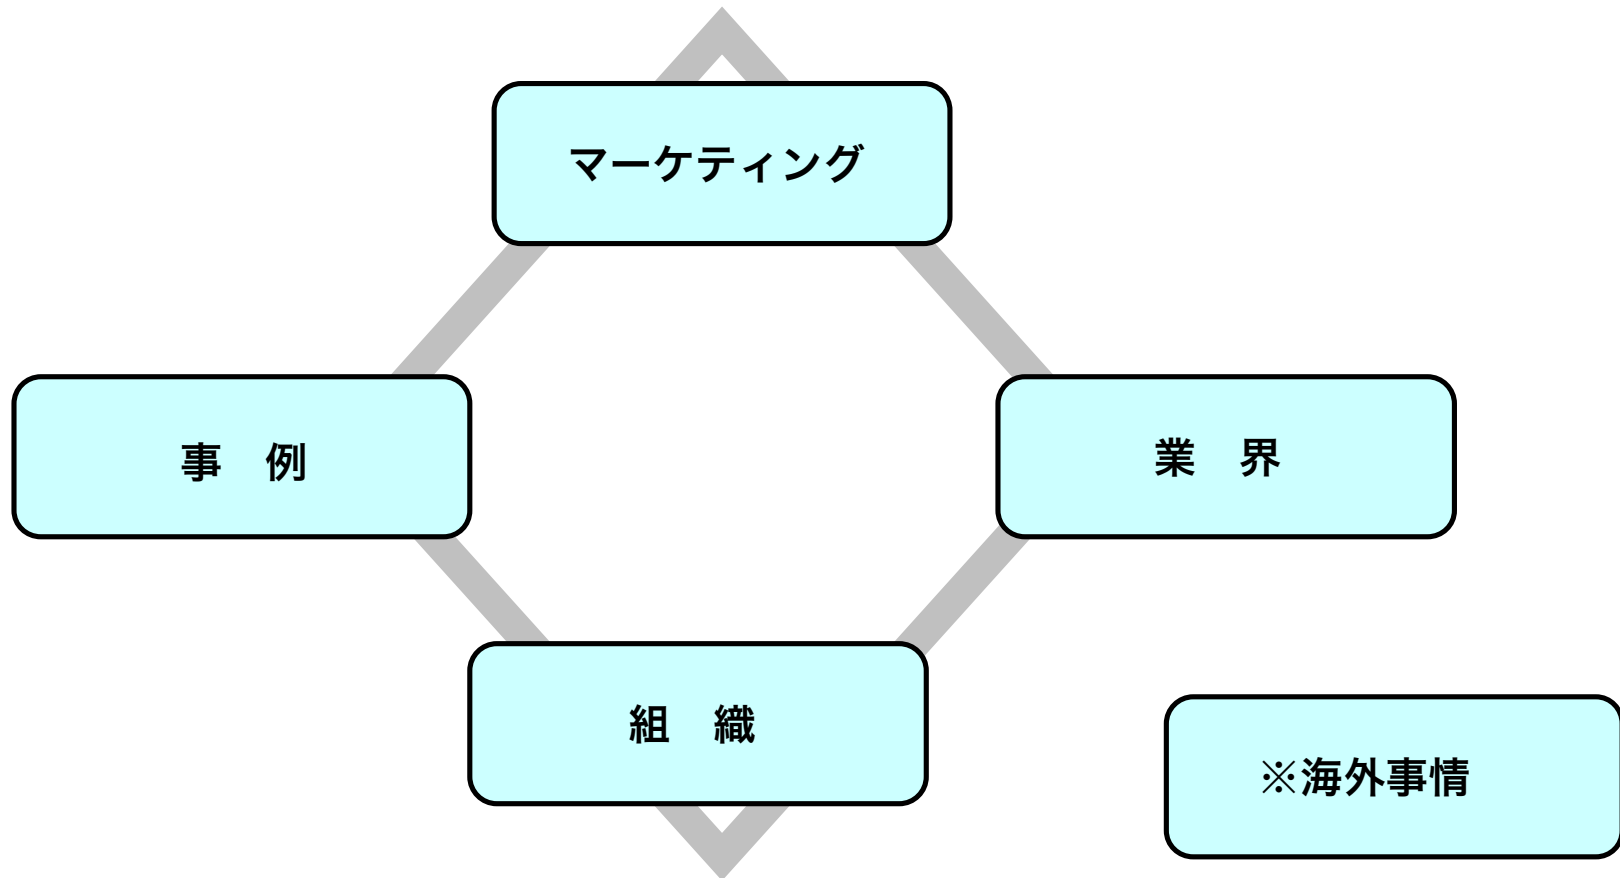 マーケティング
事　例
業　界
組　織
※海外事情